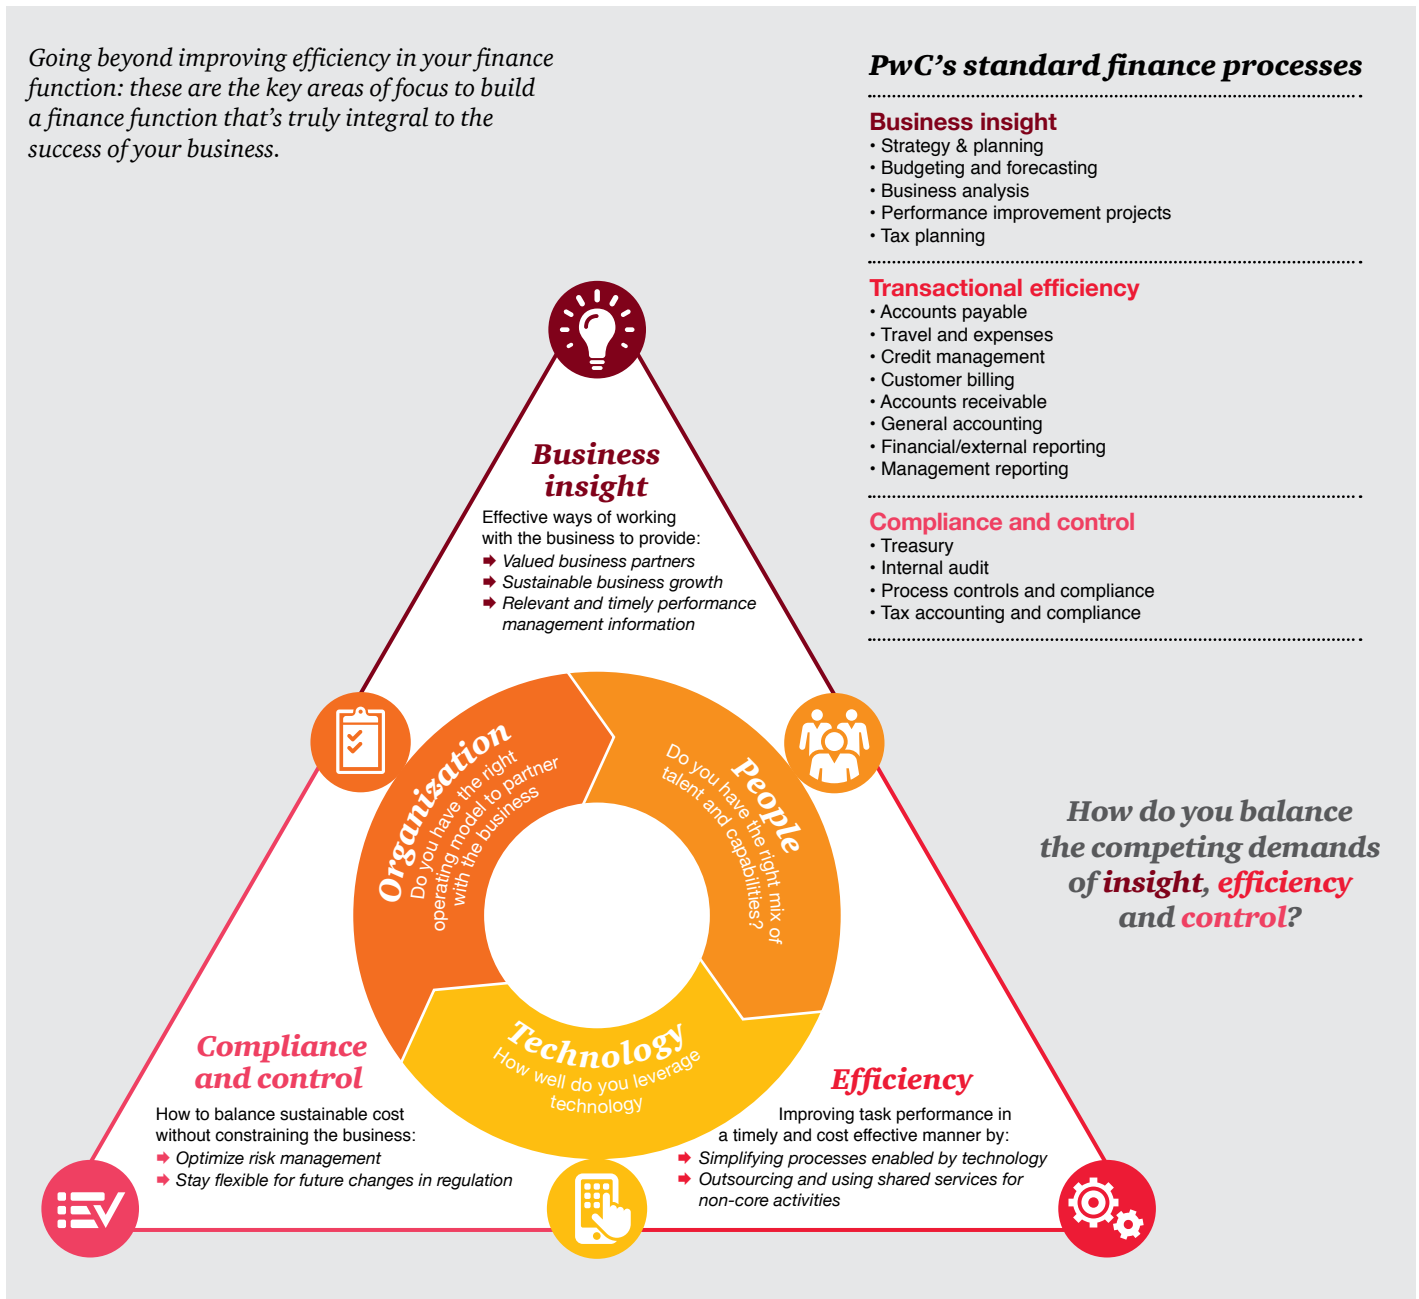 Going beyond improving efficiency in your finance
function: these are the key areas of focus to build
a finance function that's truly integral to the
success of your business.
PwC's standard finance processes
Business insight
• Strategy & planning
• Budgeting and forecasting
• Business analysis
• Performance improvement projects
• Tax planning
Transactional efficiency
• Accounts payable
• Travel and expenses
• Credit management
• Customer billing
• Accounts receivable
• General accounting
• Financial/external reporting
• Management reporting
Compliance and control
• Treasury
• Internal audit
• Process controls and compliance
• Tax accounting and compliance
Business
insight
Effective ways of working
with the business to provide:
Valued business partners
Sustainable business growth
Relevant and timely performance
management information
Organization
Do you have the right
operating model to partner
with the business
People
Do you have the right mix of
talent and capabilities?
Technology
How well do you leverage
technology
How do you balance
the competing demands
of insight, efficiency
and control?
Compliance
and control
How to balance sustainable cost
without constraining the business:
Optimize risk management
Stay flexible for future changes in regulation
Efficiency
Improving task performance in
a timely and cost effective manner by:
Simplifying processes enabled by technology
Outsourcing and using shared services for
non-core activities